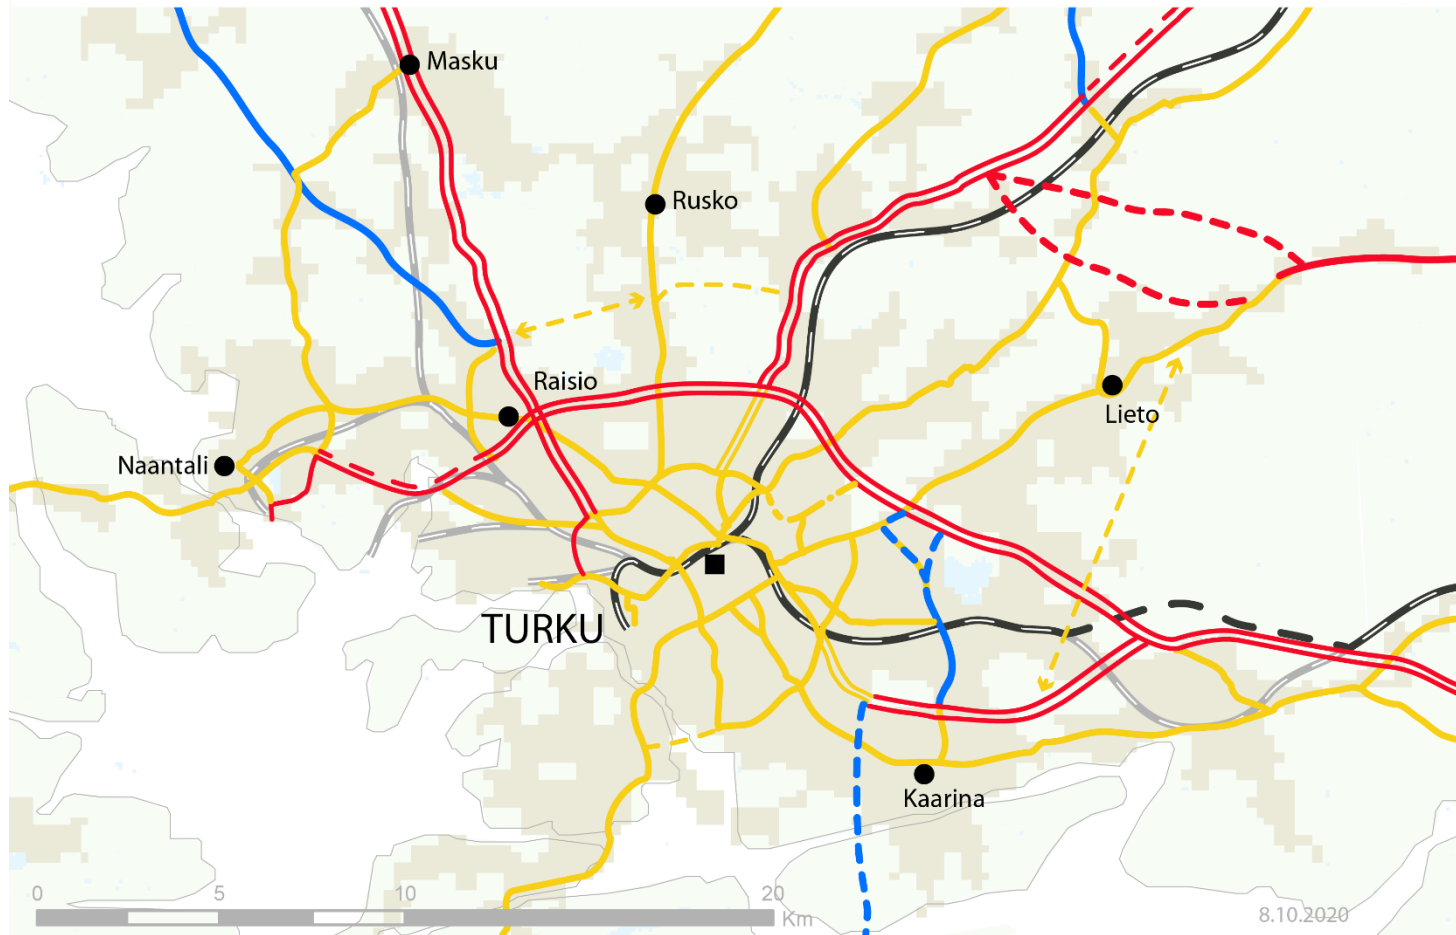 Masku
Rusko
Raisio
Lieto
Naantali
TURKU
Kaarina
0 5 10 20
Km
8.10.2020